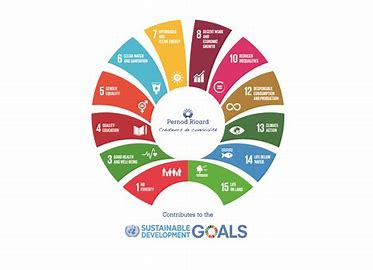 7 AFFORDABLE
AND
CLEAN ENERGY
8 DECENT WORK
AND
ECONOMIC
GROWTH
6 CLEAN WATER
AND SANITATION
10 REDUCED
INEQUALITIES
5 GENDER
EQUALITY
12 RESPONSIBLE
CONSUMPTION
AND PRODUCTION
4 QUALITY
EDUCATION
13 CLIMATE
ACTION
3 GOOD HEALTH
AND WELL-BEING
14 LIFE BELOW
WATER
1 NO
POVERTY
15 LIFE
ON LAND
Pernod Ricard
Créateurs de convivialité
Contributes to the
SUSTAINABLE
DEVELOPMENT
GOALS